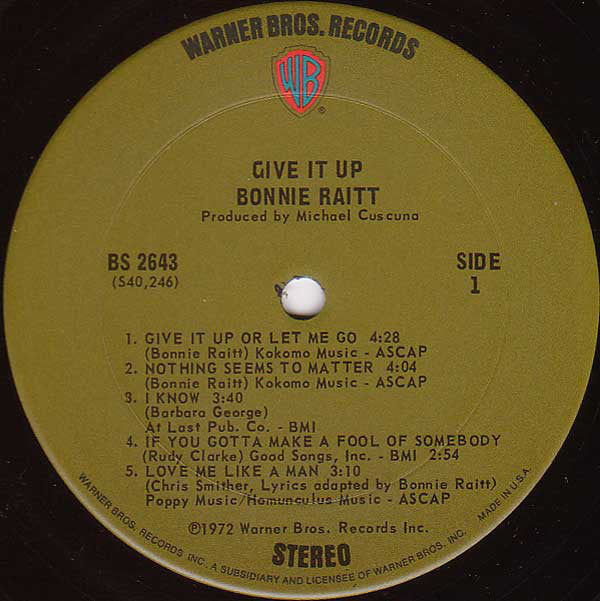 WARNER BROS. RECORDS
WB
®
GIVE IT UP
BONNIE RAITT
Produced by Michael Cuscuna
BS 2643
(S40,246)
SIDE
1
1. GIVE IT UP OR LET ME GO 4:28
(Bonnie Raitt) Kokomo Music - ASCAP
2. NOTHING SEEMS TO MATTER 4:04
(Bonnie Raitt) Kokomo Music - ASCAP
3. I KNOW 3:40
(Barbara George)
At Last Pub. Co. - BMI
4. IF YOU GOTTA MAKE A FOOL OF SOMEBODY
(Rudy Clarke) Good Songs, Inc. - BMI 2:54
5. LOVE ME LIKE A MAN 3:10
(Chris Smither, Lyrics adapted by Bonnie Raitt)
Poppy Music/Homunculus Music - ASCAP
℗1972 Warner Bros. Records Inc.
STEREO
WARNER BROS. RECORDS INC. A SUBSIDIARY AND LICENSEE OF WARNER BROS., INC. MADE IN U.S.A.